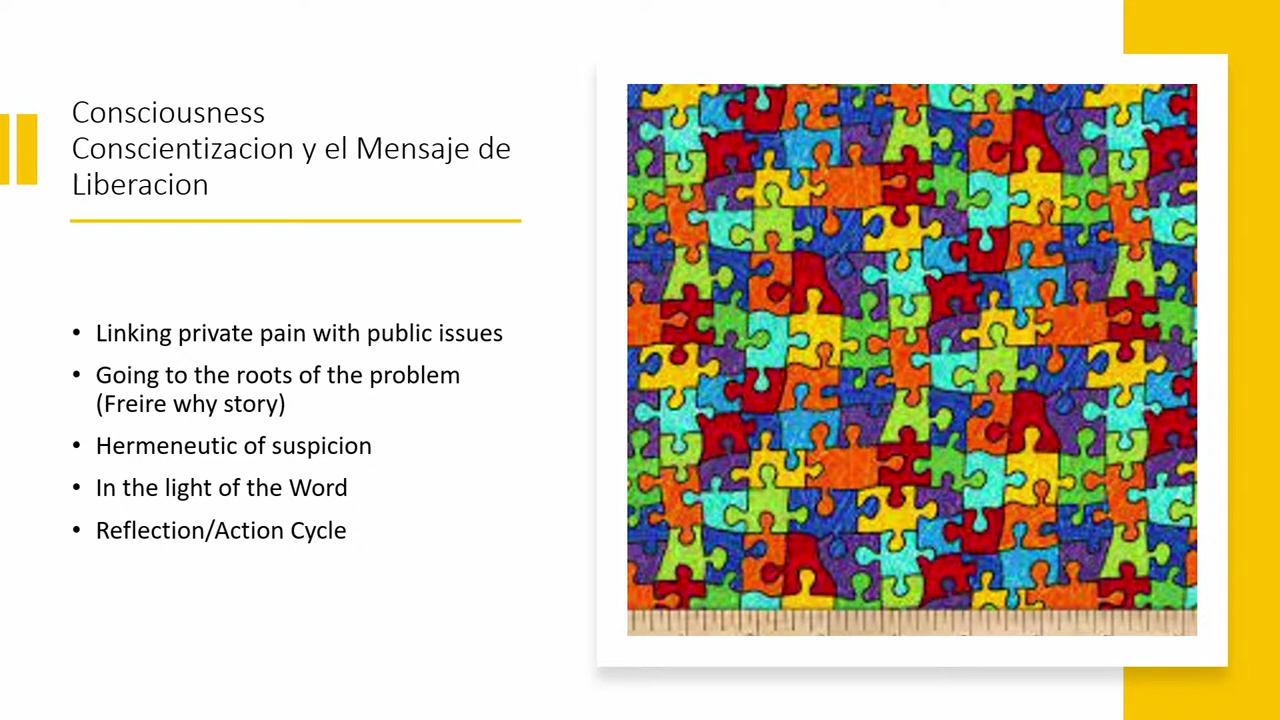 Consciousness
Conscientizacion y el Mensaje de
Liberacion
• Linking private pain with public issues
• Going to the roots of the problem
(Freire why story)
• Hermeneutic of suspicion
• In the light of the Word
• Reflection/Action Cycle